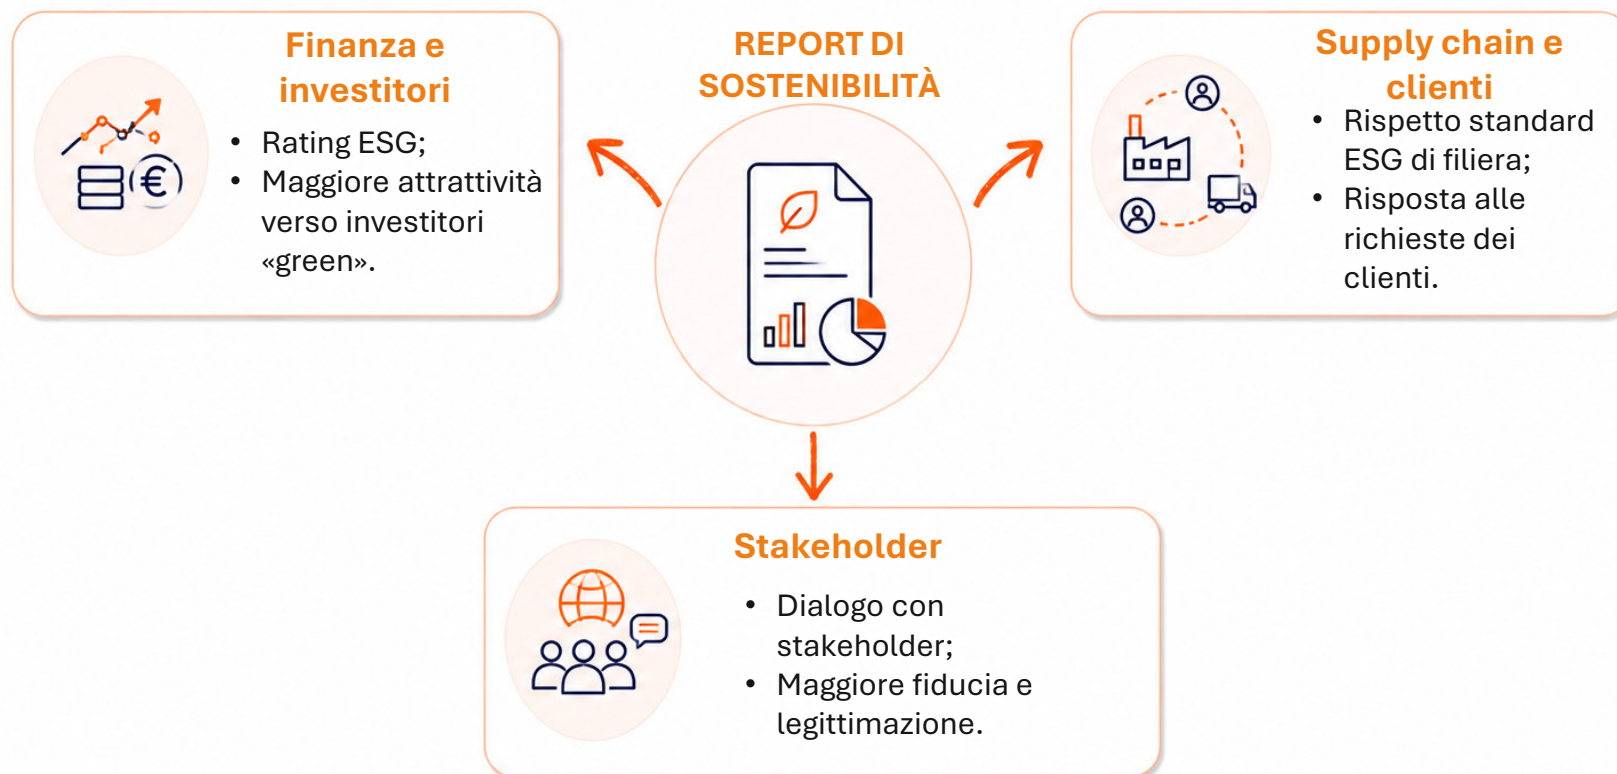 Finanza e
investitori
• Rating ESG;
• Maggiore attrattività
verso investitori
«green».
REPORT DI
SOSTENIBILITÀ
Supply chain e
clienti
• Rispetto standard
ESG di filiera;
• Risposta alle
richieste dei
clienti.
Stakeholder
• Dialogo con
stakeholder;
• Maggiore fiducia e
legittimazione.